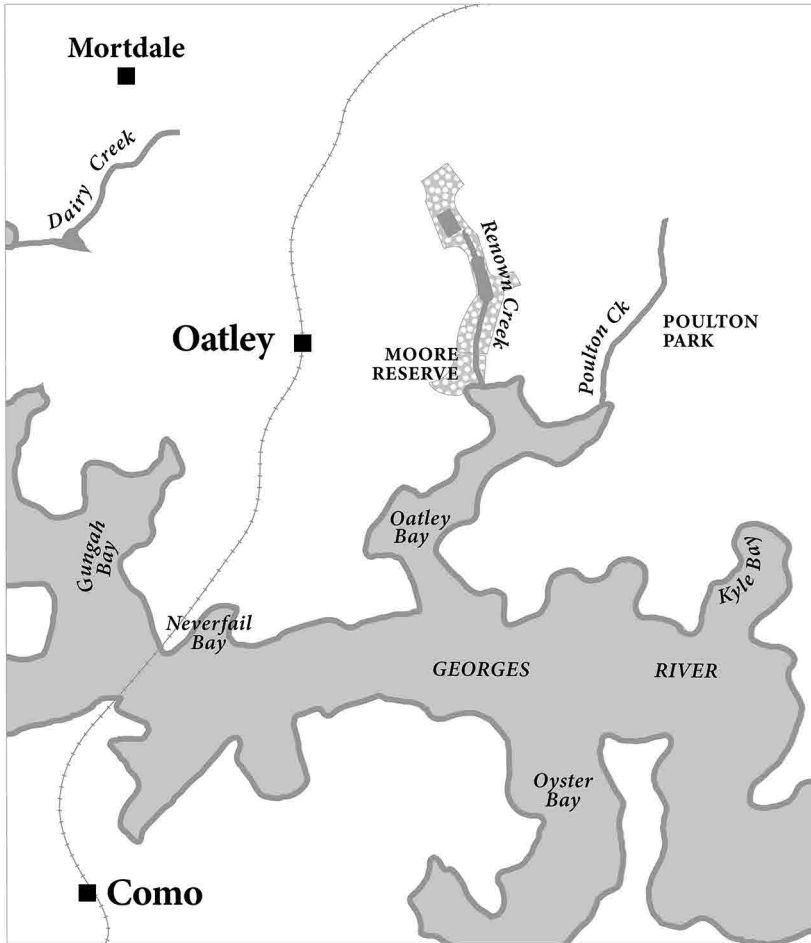 Mortdale
Dairy Creek
Renown Creek
Poulton Ck
POULTON
PARK
Oatley
MOORE
RESERVE
Oatley
Bay
Gungah
Bay
Kyle Bay
Neverfail
Bay
GEORGES RIVER
Oyster
Bay
Como